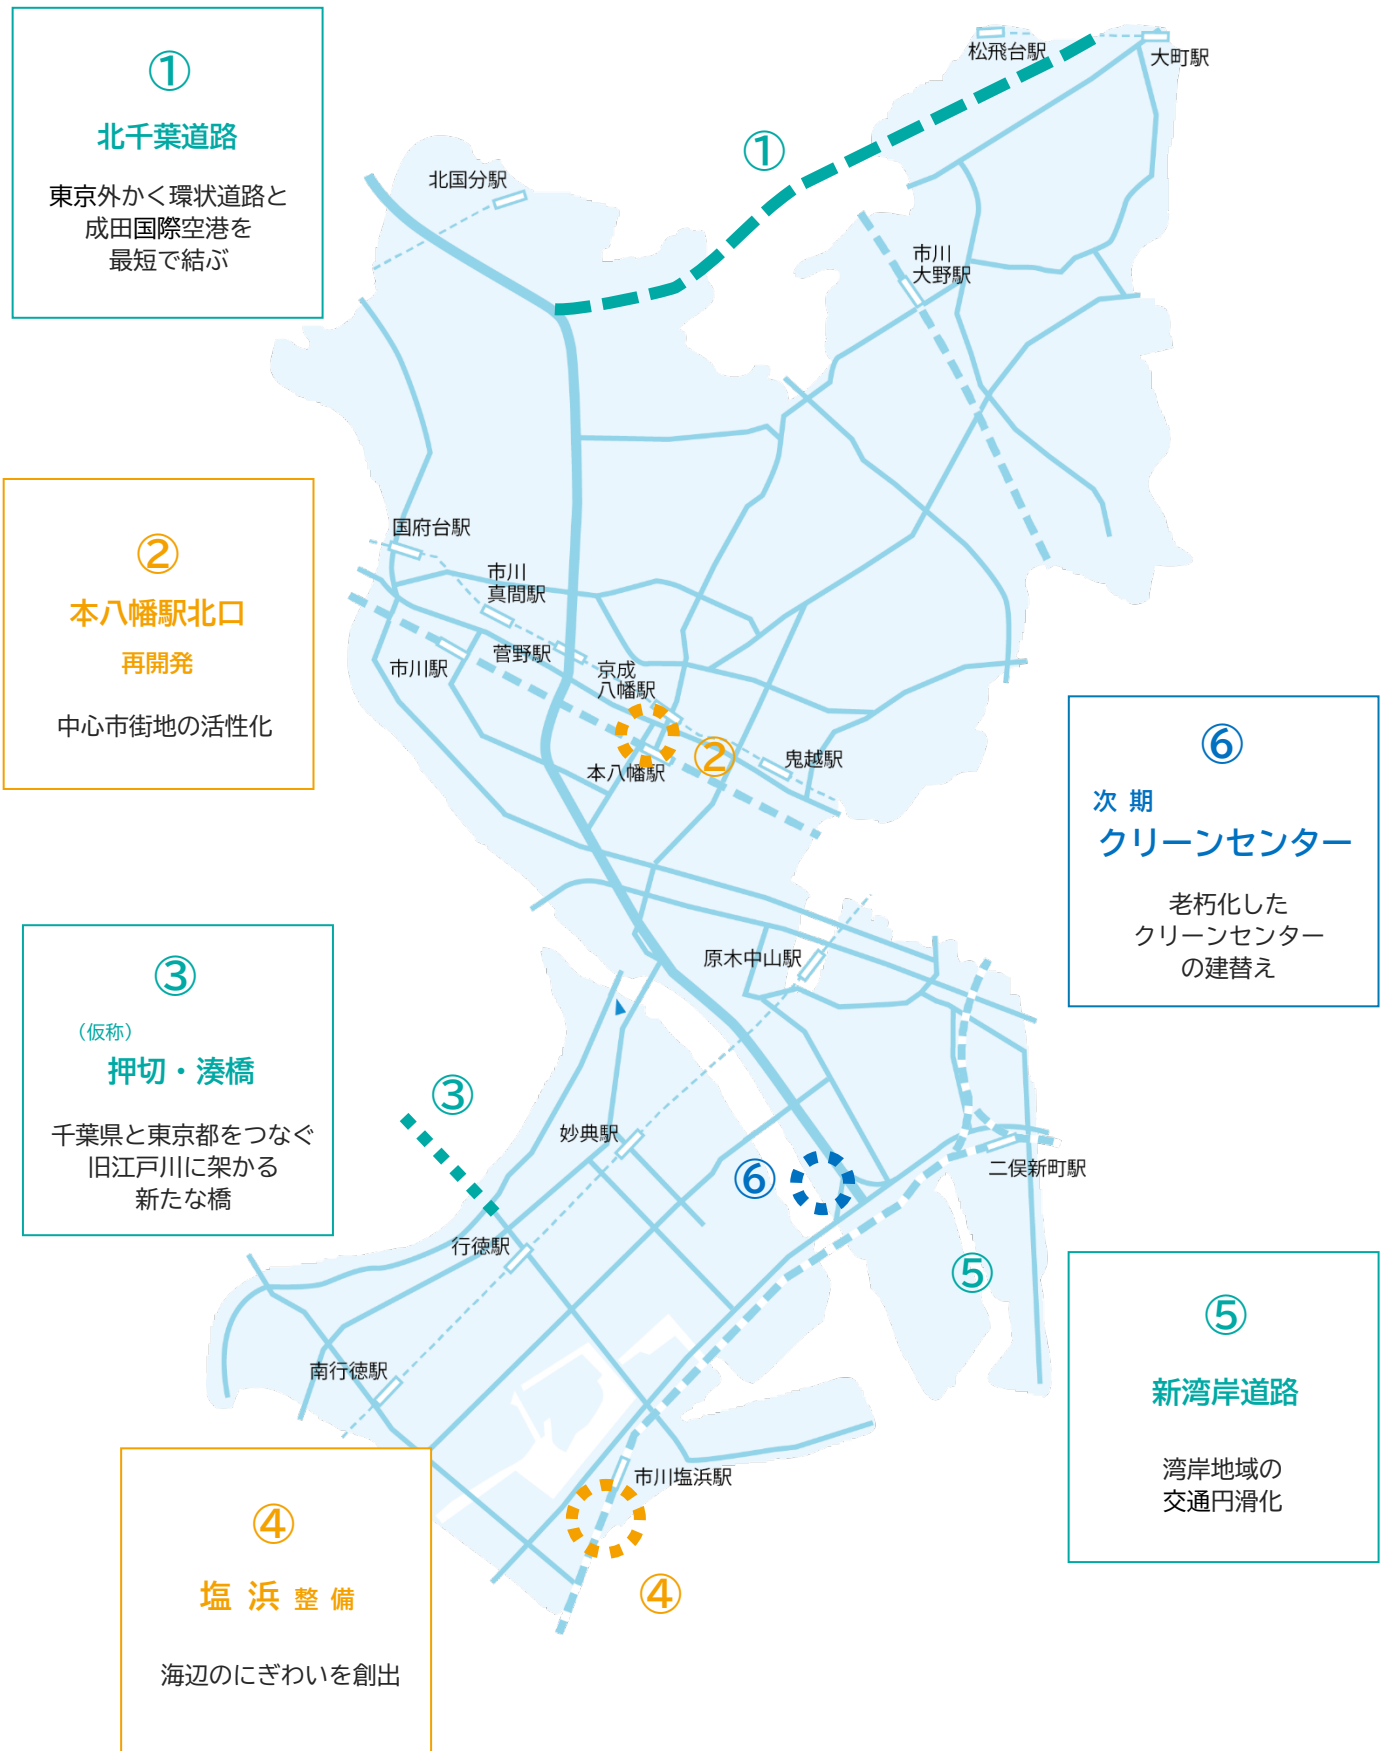 ①
北千葉道路
東京外かく環状道路と
成田国際空港を
最短で結ぶ
②
本八幡駅北口
再開発
中心市街地の活性化
③
（仮称）
押切・湊橋
千葉県と東京都をつなぐ
旧江戸川に架かる
新たな橋
④
塩浜整備
海辺のにぎわいを創出
⑥
次期
クリーンセンター
老朽化した
クリーンセンター
の建替え
⑤
新湾岸道路
湾岸地域の
交通円滑化
松飛台駅
大町駅
①
北国分駅
市川
大野駅
国府台駅
市川
真間駅
菅野駅
市川駅
京成
八幡駅
②
本八幡駅
鬼越駅
原木中山駅
③
妙典駅
⑥
二俣新町駅
行徳駅
⑤
南行徳駅
市川塩浜駅
④